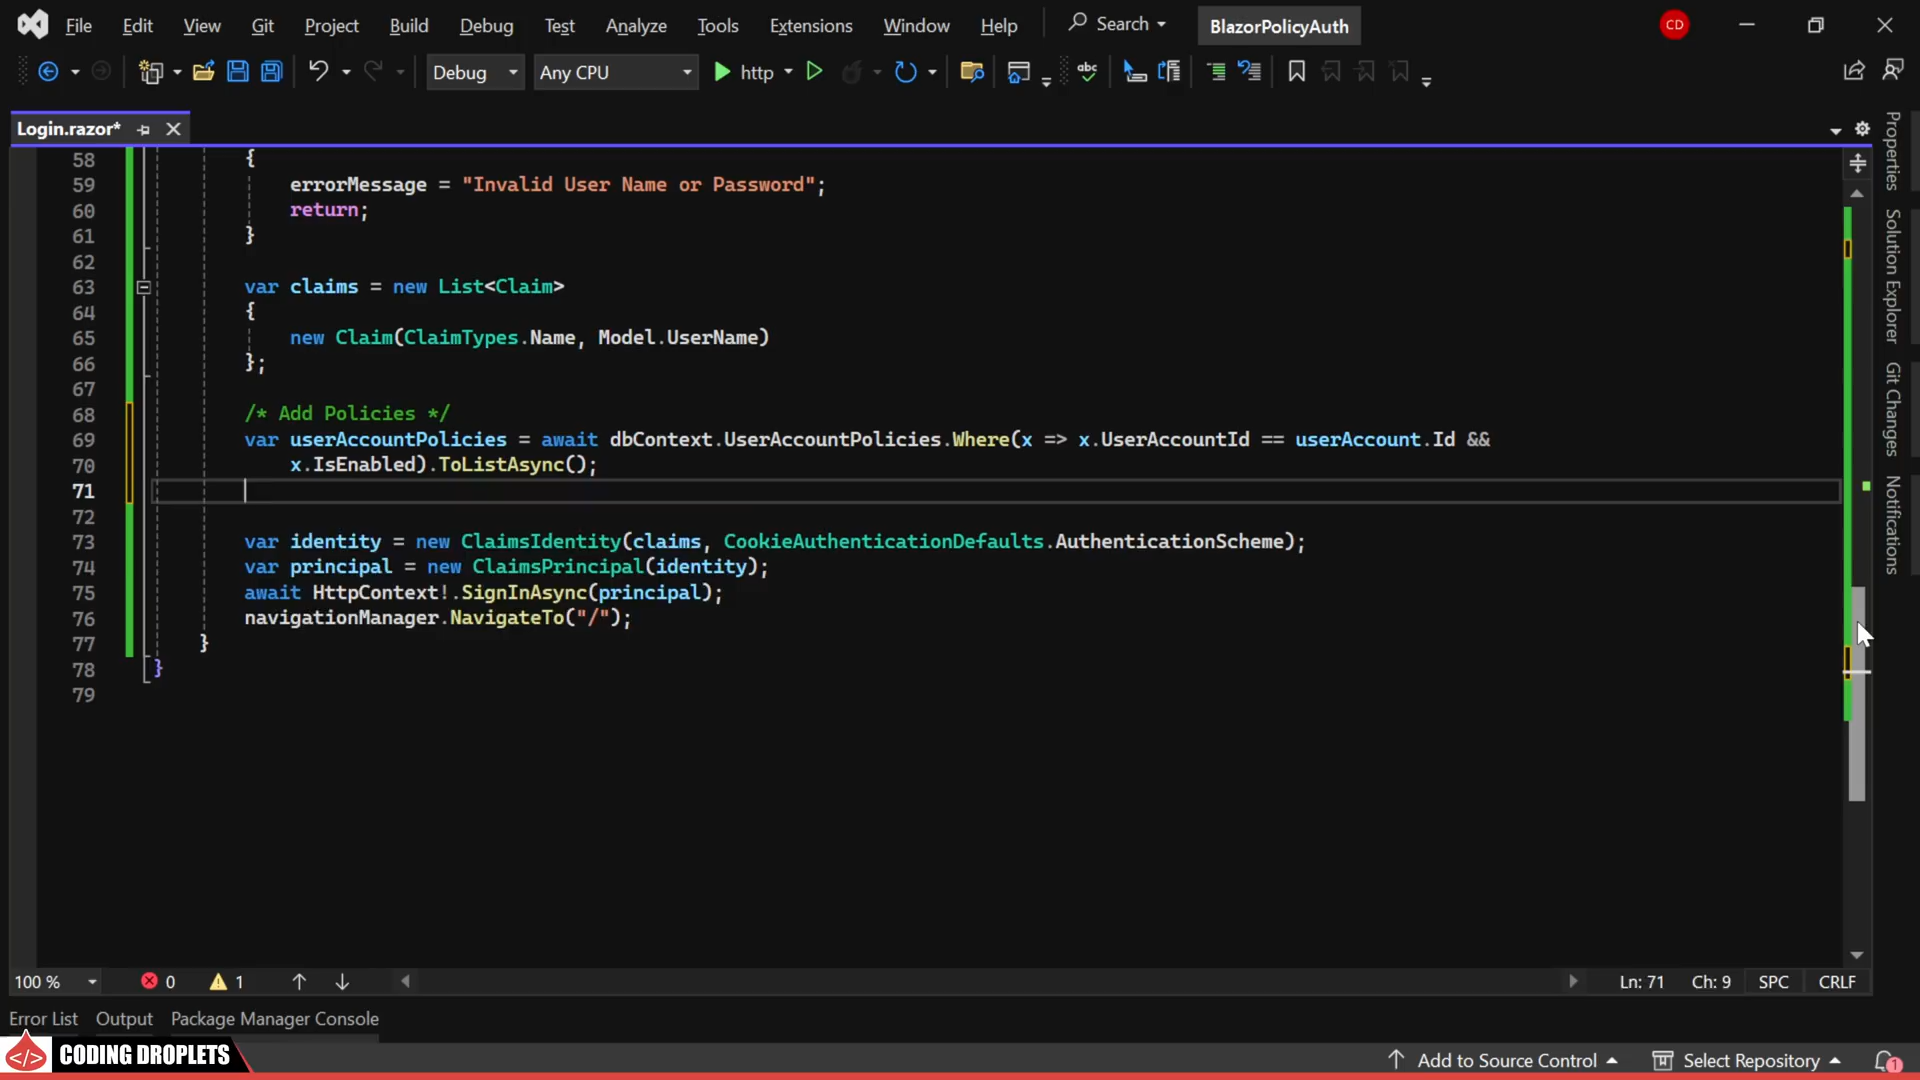 File Edit View Git Project Build Debug Test Analyze Tools Extensions Window Help Search BlazorPolicyAuth CD
Debug Any CPU http abc
Login.razor*
58 {
59 errorMessage = "Invalid User Name or Password";
60 return;
61 }
62
63 var claims = new List<Claim>
64 {
65 new Claim(ClaimTypes.Name, Model.UserName)
66 };
67
68 /* Add Policies */
69 var userAccountPolicies = await dbContext.UserAccountPolicies.Where(x => x.UserAccountId == userAccount.Id &&
70 x.IsEnabled).ToListAsync();
71
72
73 var identity = new ClaimsIdentity(claims, CookieAuthenticationDefaults.AuthenticationScheme);
74 var principal = new ClaimsPrincipal(identity);
75 await HttpContext!.SignInAsync(principal);
76 navigationManager.NavigateTo("/");
77 }
78 }
79
Properties
Solution Explorer
Git Changes
Notifications
100 % 0 1 Ln: 71 Ch: 9 SPC CRLF
Error List Output Package Manager Console
</> CODING DROPLETS Add to Source Control Select Repository 1